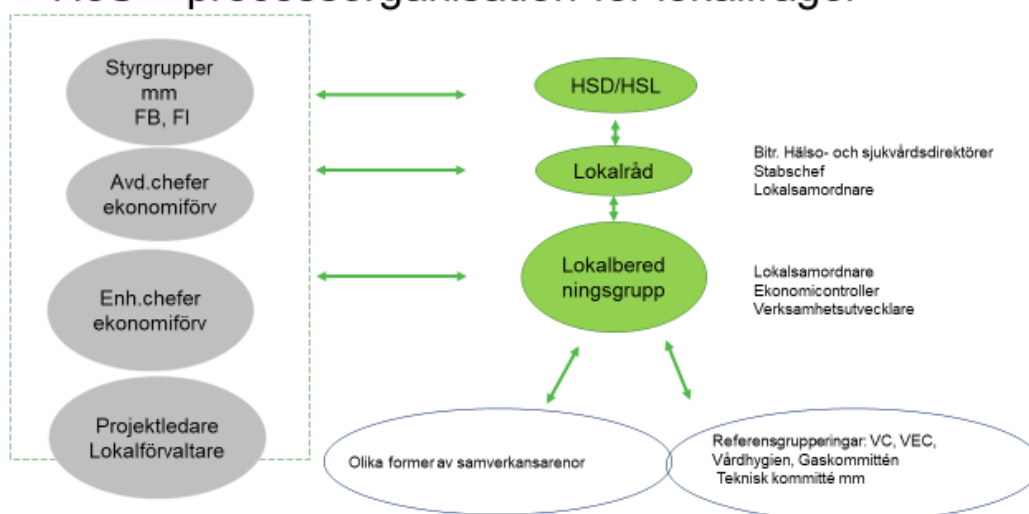 Styrgrupper
mm
FB, FI
Avd.chefer
ekonomiförv
Enh.chefer
ekonomiförv
Projektledare
Lokalförvaltare
HSD/HSL
Lokalråd
Bitr. Hälso- och sjukvårdsdirektörer
Stabschef
Lokalsamordnare
Lokalbered
ningsgrupp
Lokalsamordnare
Ekonomicontroller
Verksamhetsutvecklare
Olika former av samverkansarenor
Referensgrupperingar: VC, VEC,
Vårdhygien, Gaskommittén
Teknisk kommitté mm